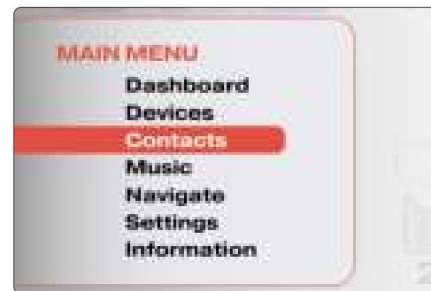 MAIN MENU
Dashboard
Devices
Contacts
Music
Navigate
Settings
Information